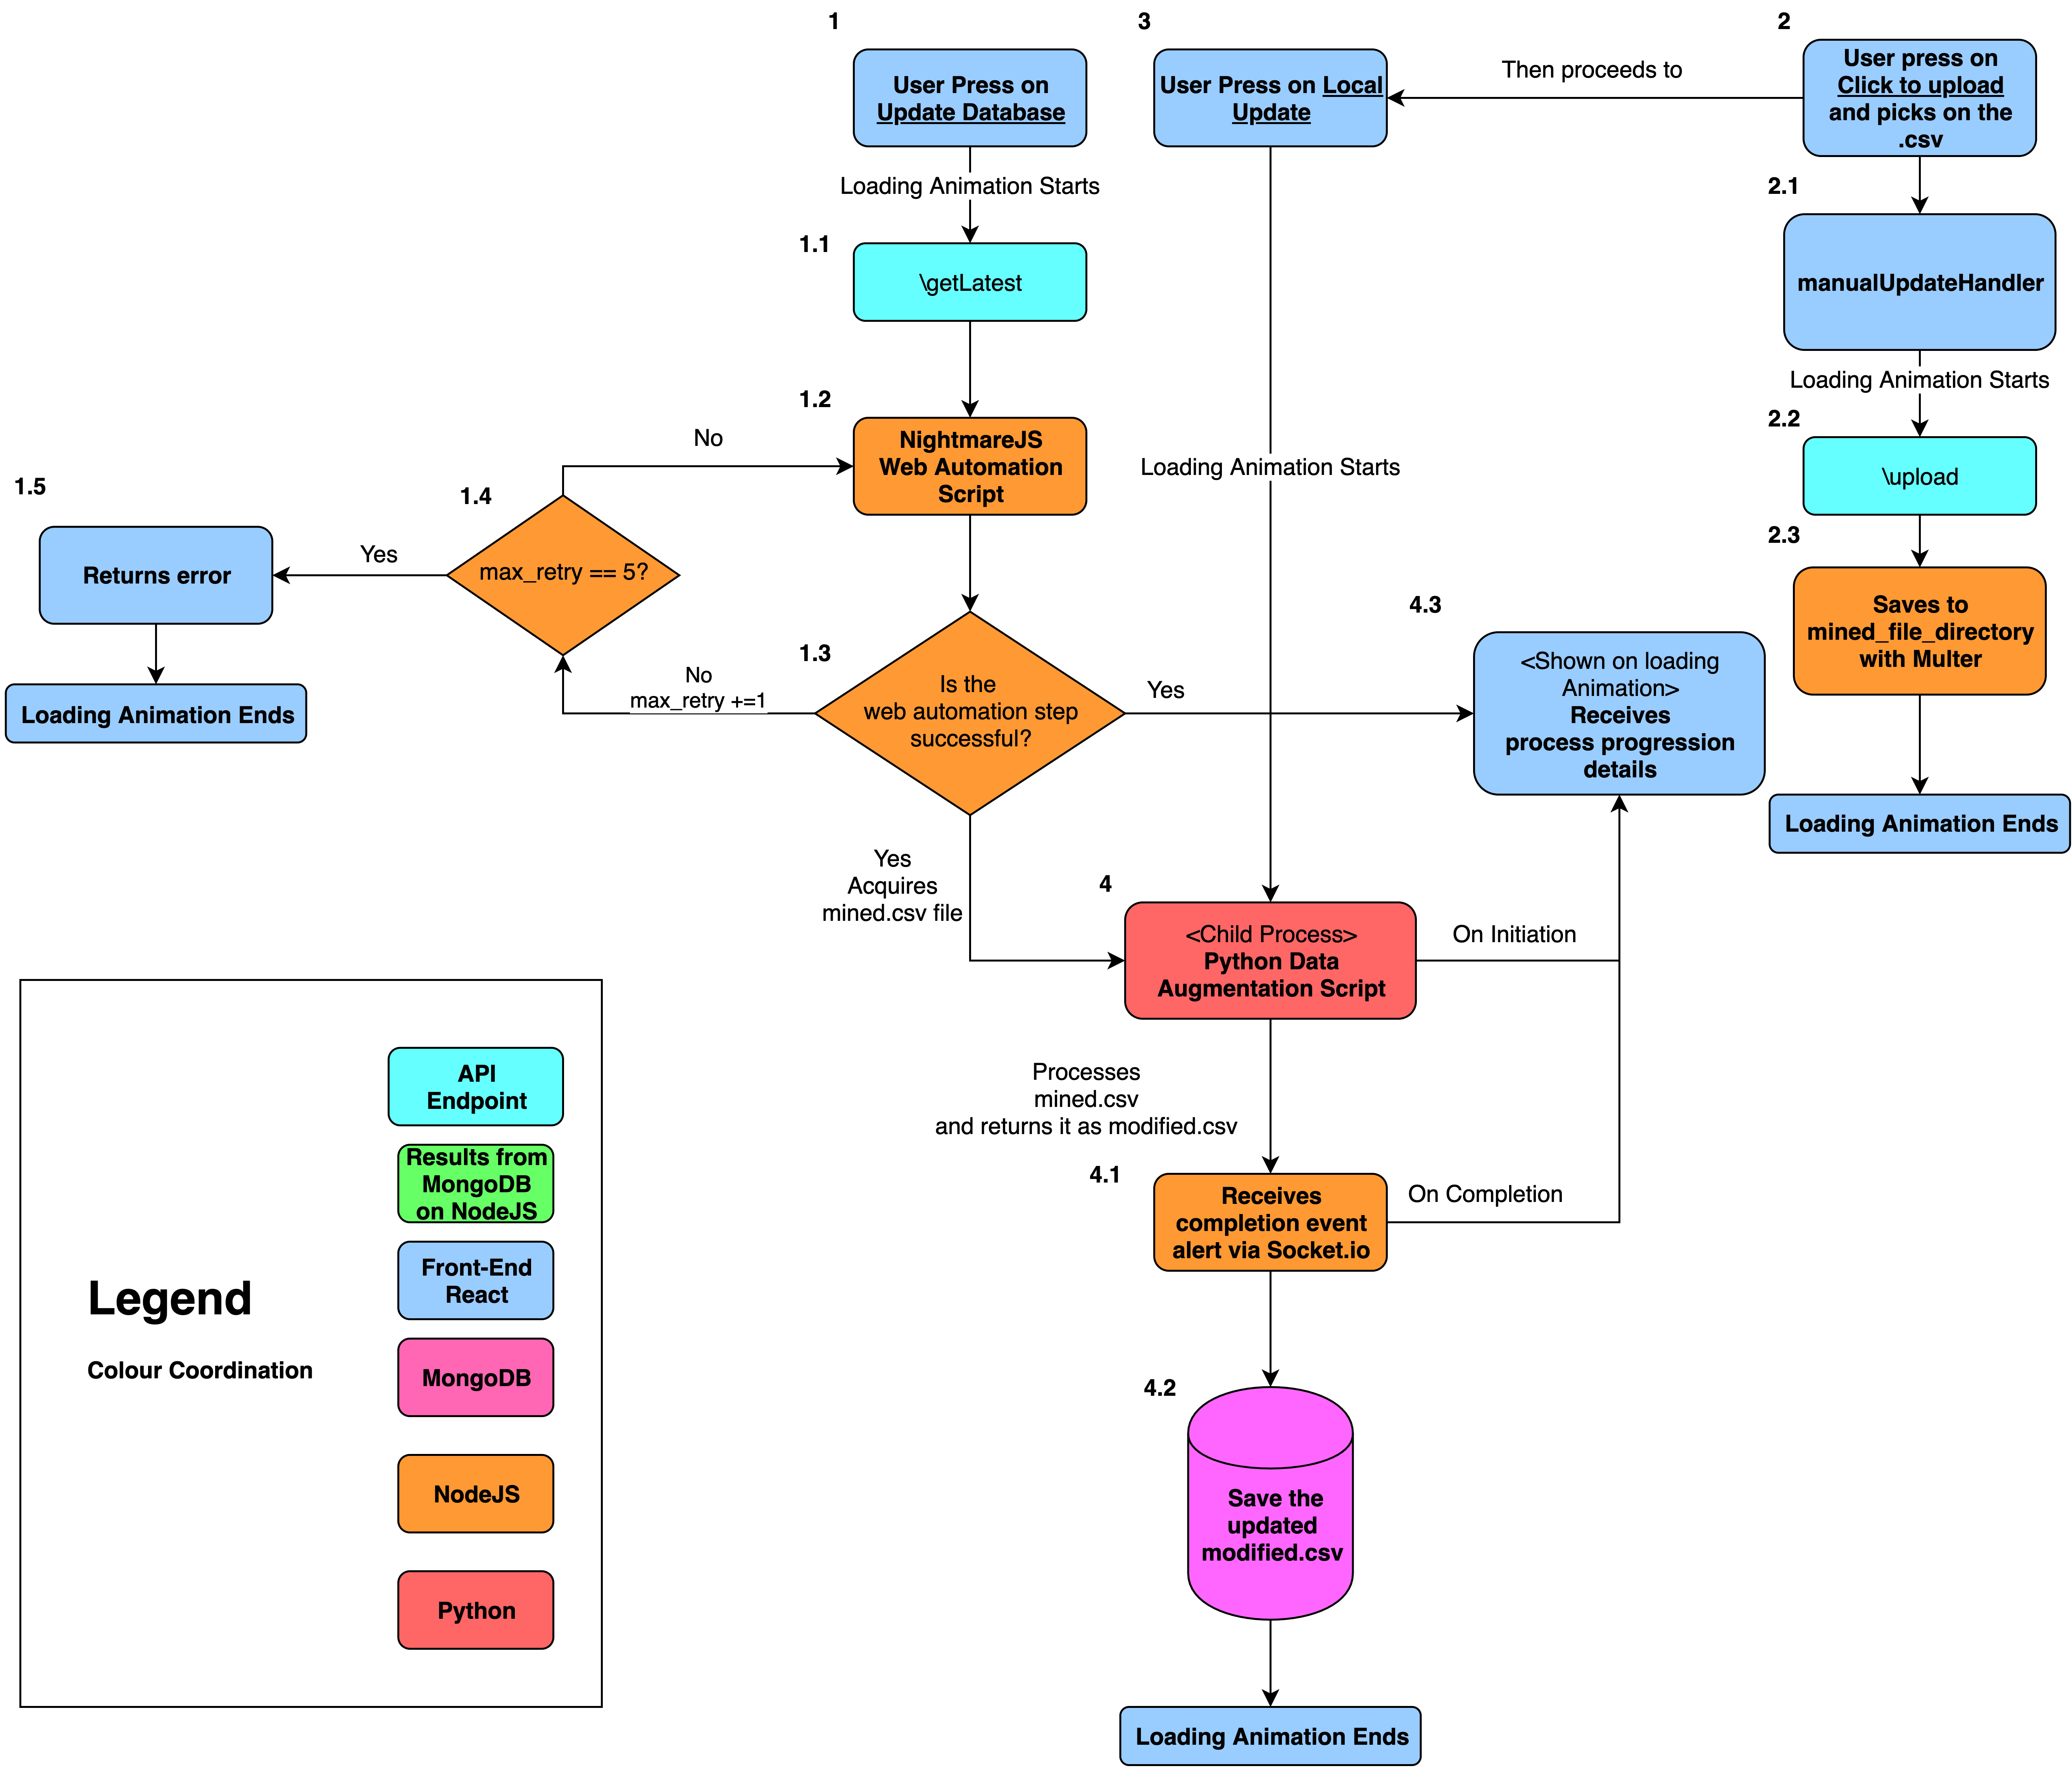 1
User Press on
Update Database
Loading Animation Starts
1.1
\getLatest
1.2
NightmareJS
Web Automation
Script
No
1.4
max_retry == 5?
Yes
1.5
Returns error
Loading Animation Ends
No
max_retry +=1
1.3
Is the
web automation step
successful?
Yes
Yes
Acquires
mined.csv file
3
User Press on Local
Update
Loading Animation Starts
Then proceeds to
2
User press on
Click to upload
and picks on the
.csv
2.1
manualUpdateHandler
Loading Animation Starts
2.2
\upload
2.3
Saves to
mined_file_directory
with Multer
Loading Animation Ends
4.3
<Shown on loading
Animation>
Receives
process progression
details
4
<Child Process>
Python Data
Augmentation Script
On Initiation
Processes
mined.csv
and returns it as modified.csv
4.1
Receives
completion event
alert via Socket.io
On Completion
4.2
Save the
updated
modified.csv
Loading Animation Ends
Legend
Colour Coordination
API
Endpoint
Results from
MongoDB
on NodeJS
Front-End
React
MongoDB
NodeJS
Python